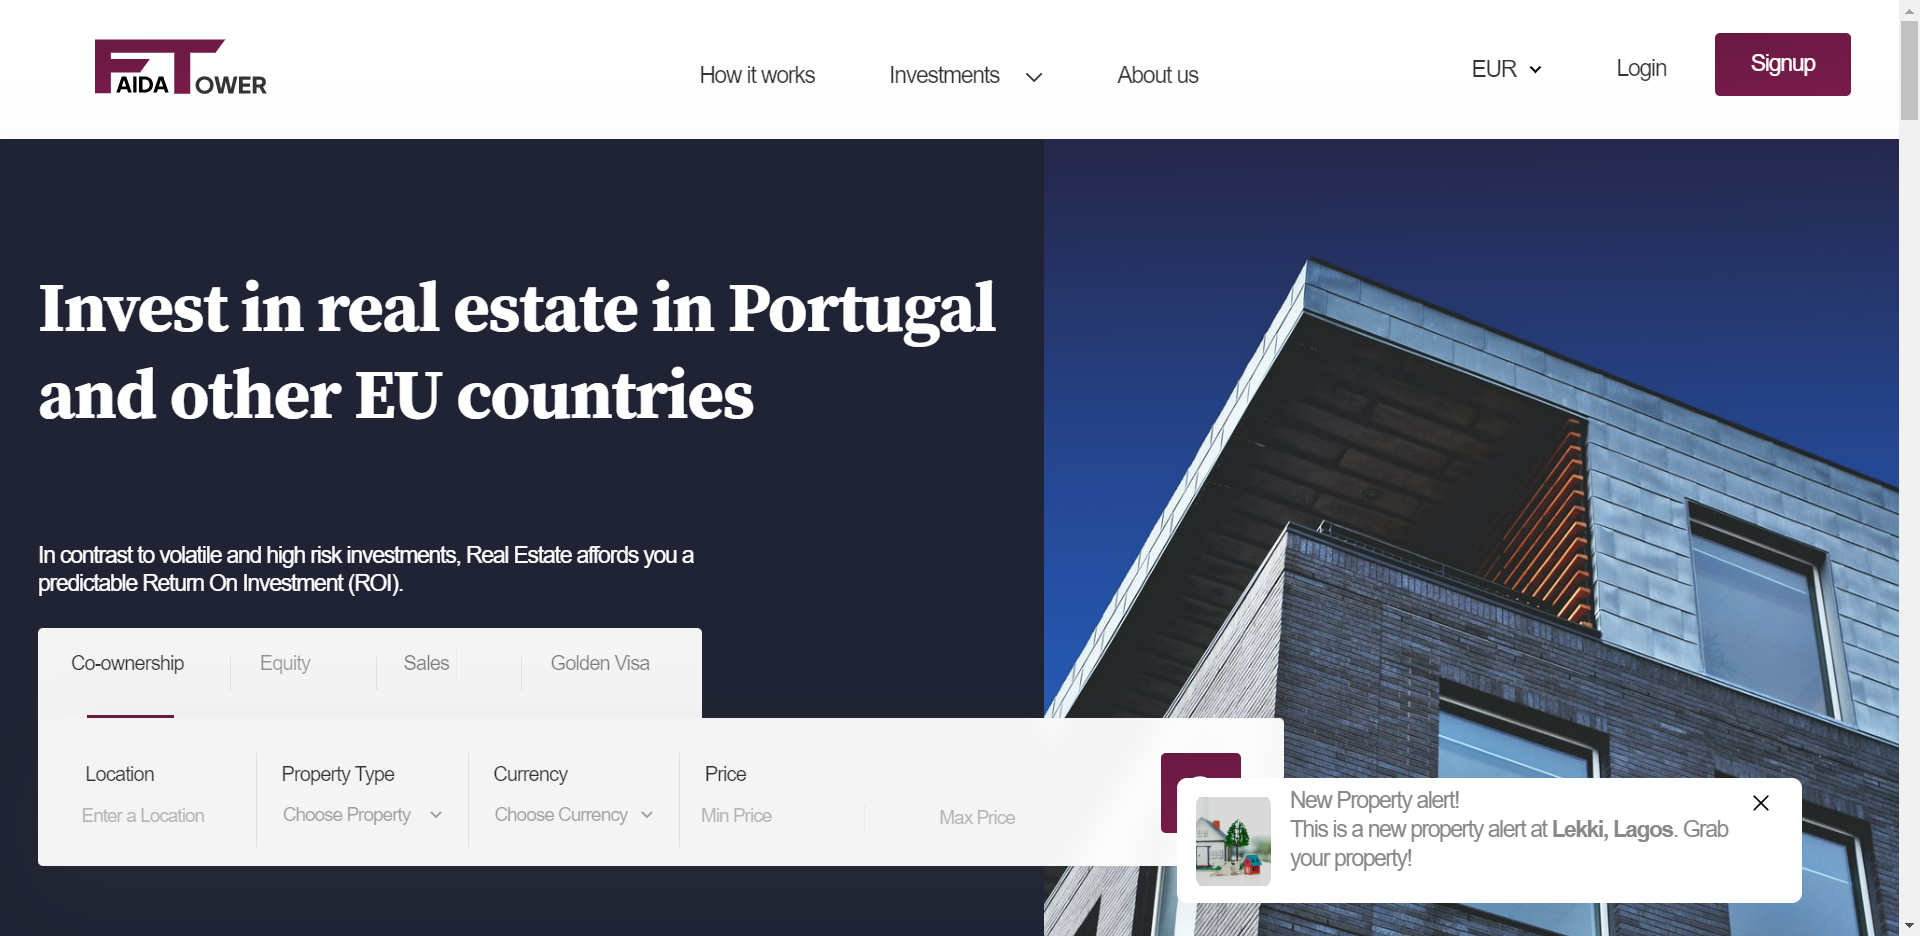 FAIDA TOWER
How it works
Investments
About us
EUR
Login
Signup
Invest in real estate in Portugal
and other EU countries
In contrast to volatile and high risk investments, Real Estate affords you a
predictable Return On Investment (ROI).
Co-ownership
Equity
Sales
Golden Visa
Location
Property Type
Currency
Price
Enter a Location
Choose Property
Choose Currency
Min Price
Max Price
New Property alert!
This is a new property alert at Lekki, Lagos. Grab
your property!